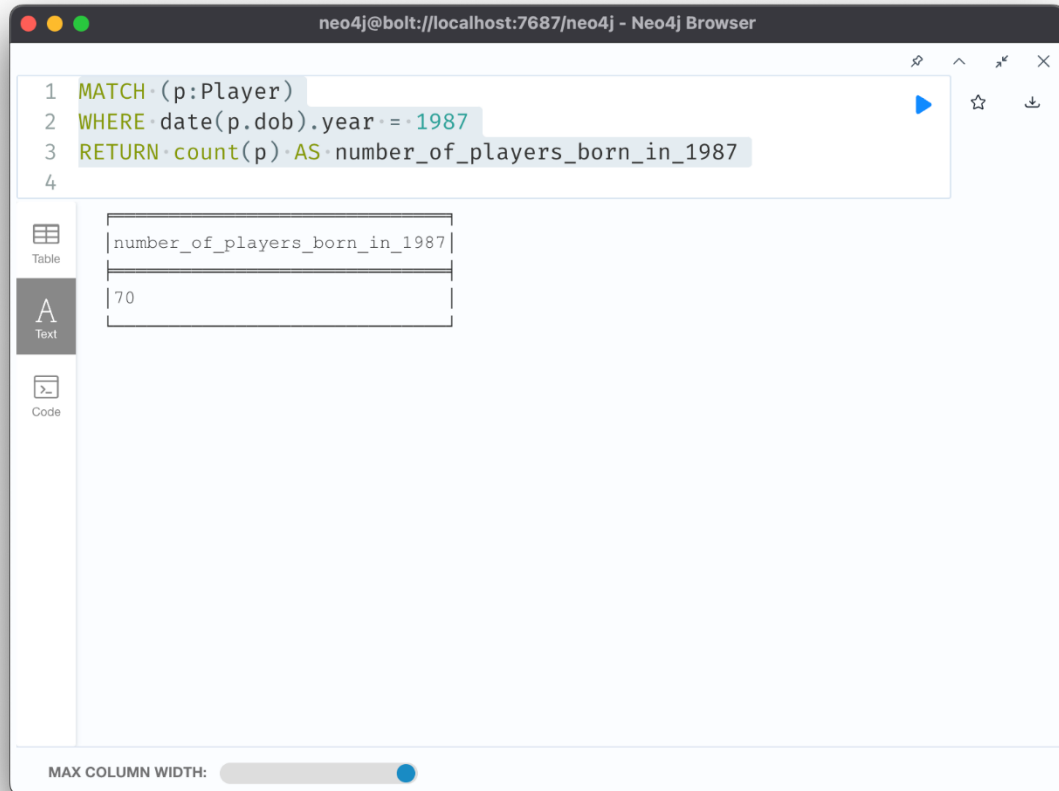 neo4j@bolt://localhost:7687/neo4j - Neo4j Browser
1 MATCH (p:Player)
2 WHERE date(p.dob).year = 1987
3 RETURN count(p) AS number_of_players_born_in_1987
4
number_of_players_born_in_1987
Table
70
A
Text
Code
MAX COLUMN WIDTH: